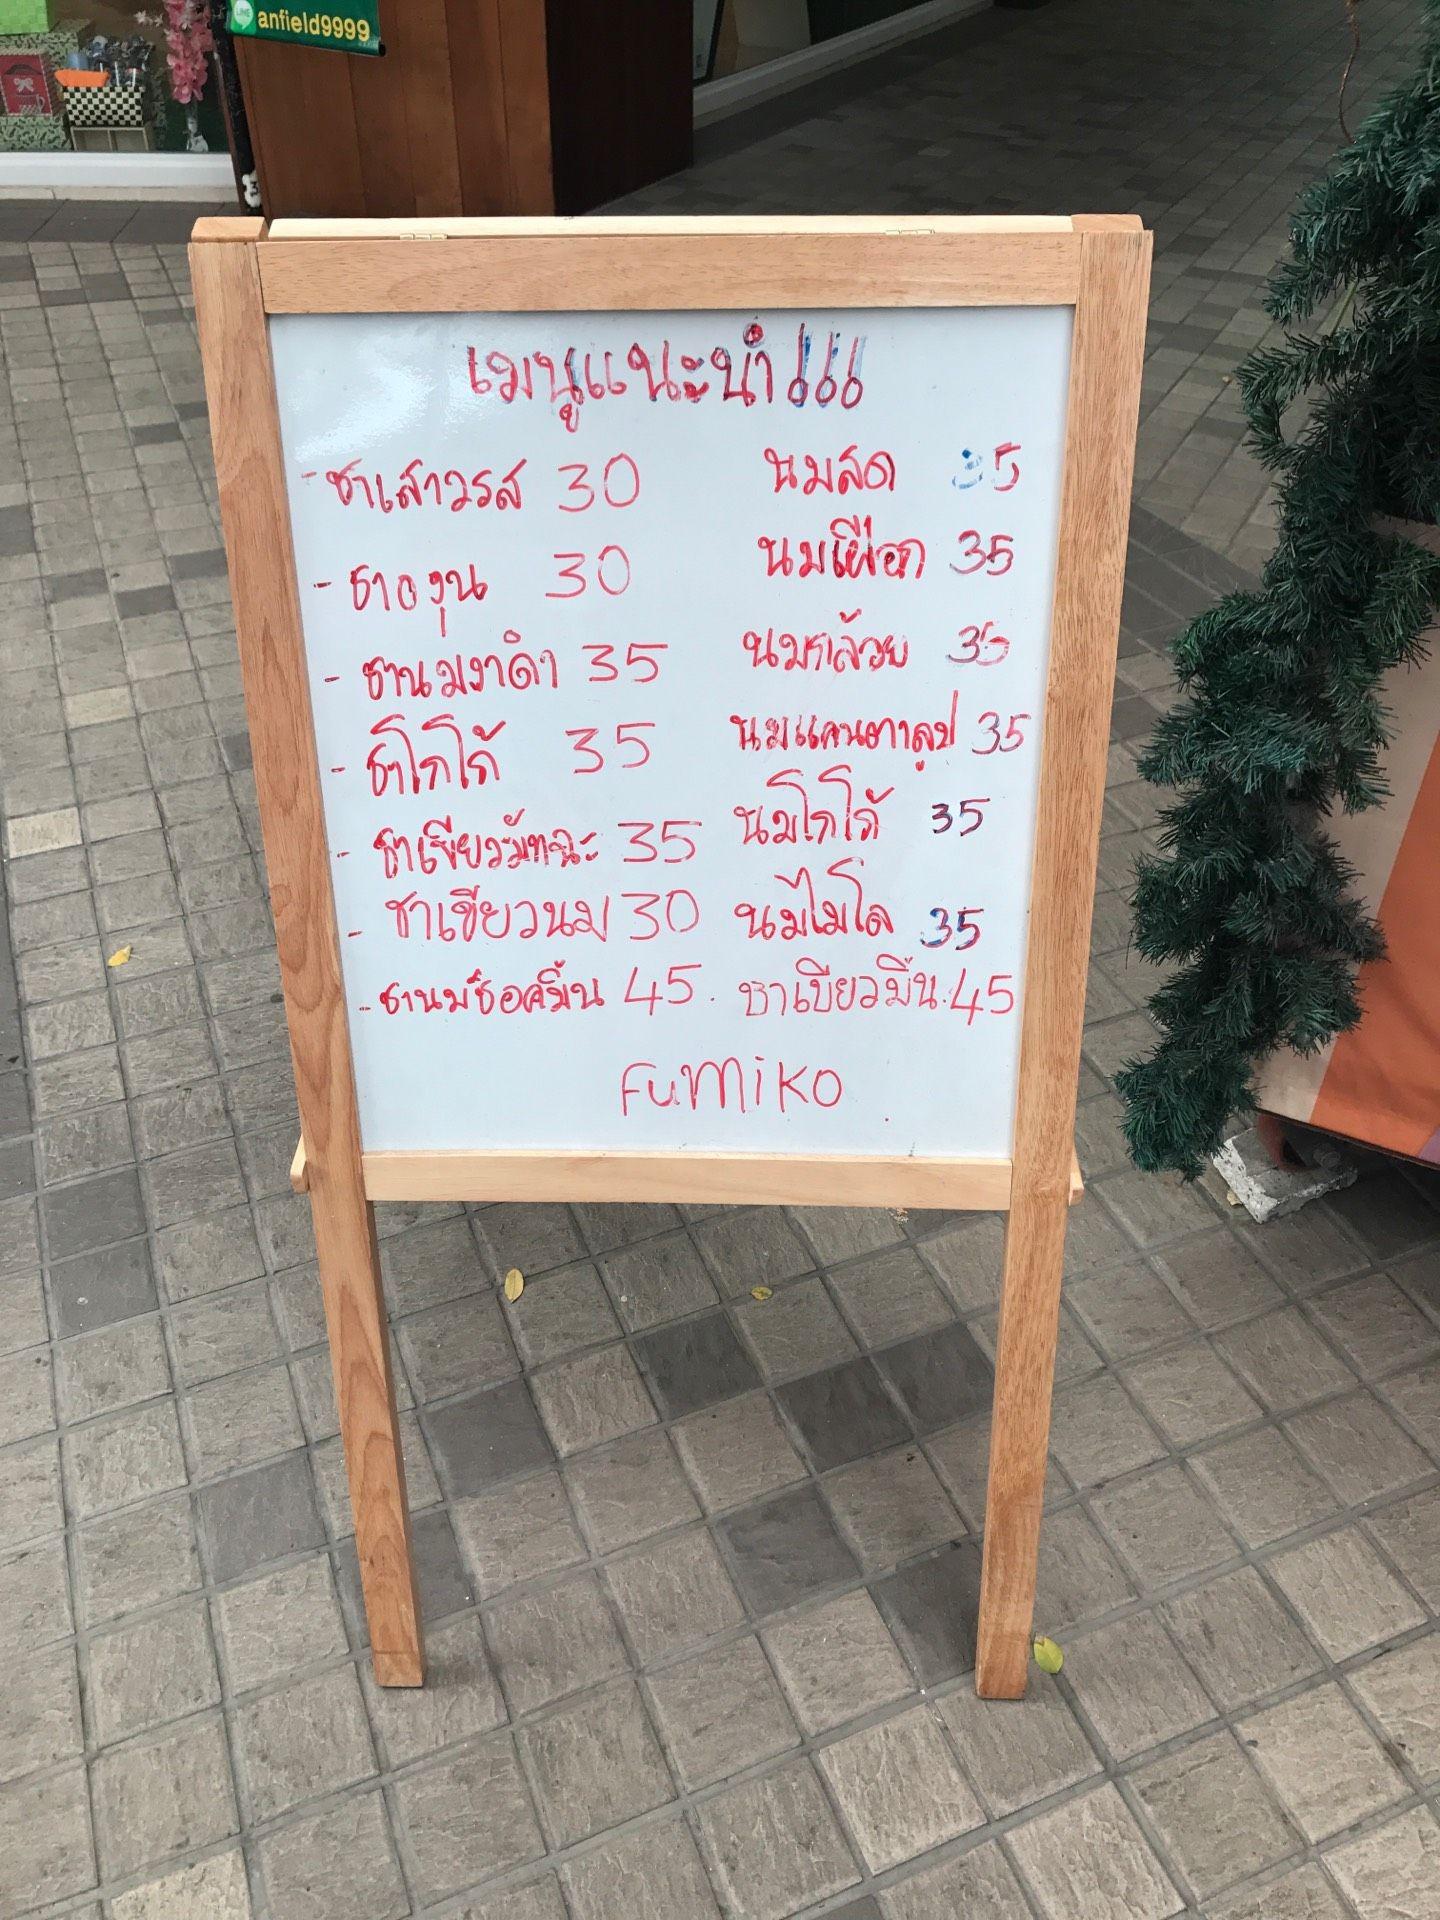 LINE anfield9999
เมนูแนะนำ!!!
- ชาเสาวรส 30
- ชาองุ่น 30
- ชานมงาดำ 35
- ชาโกโก้ 35
- ชาเขียวมัทฉะ 35
- ชาเขียวนม 30
- ชานมช็อคมิ้น 45.
นมสด 35
นมเผือก 35
นมกล้วย 35
นมแคนตาลูป 35
นมโกโก้ 35
นมไมโล 35
ชาเขียวมิ้น. 45
FUMIKO